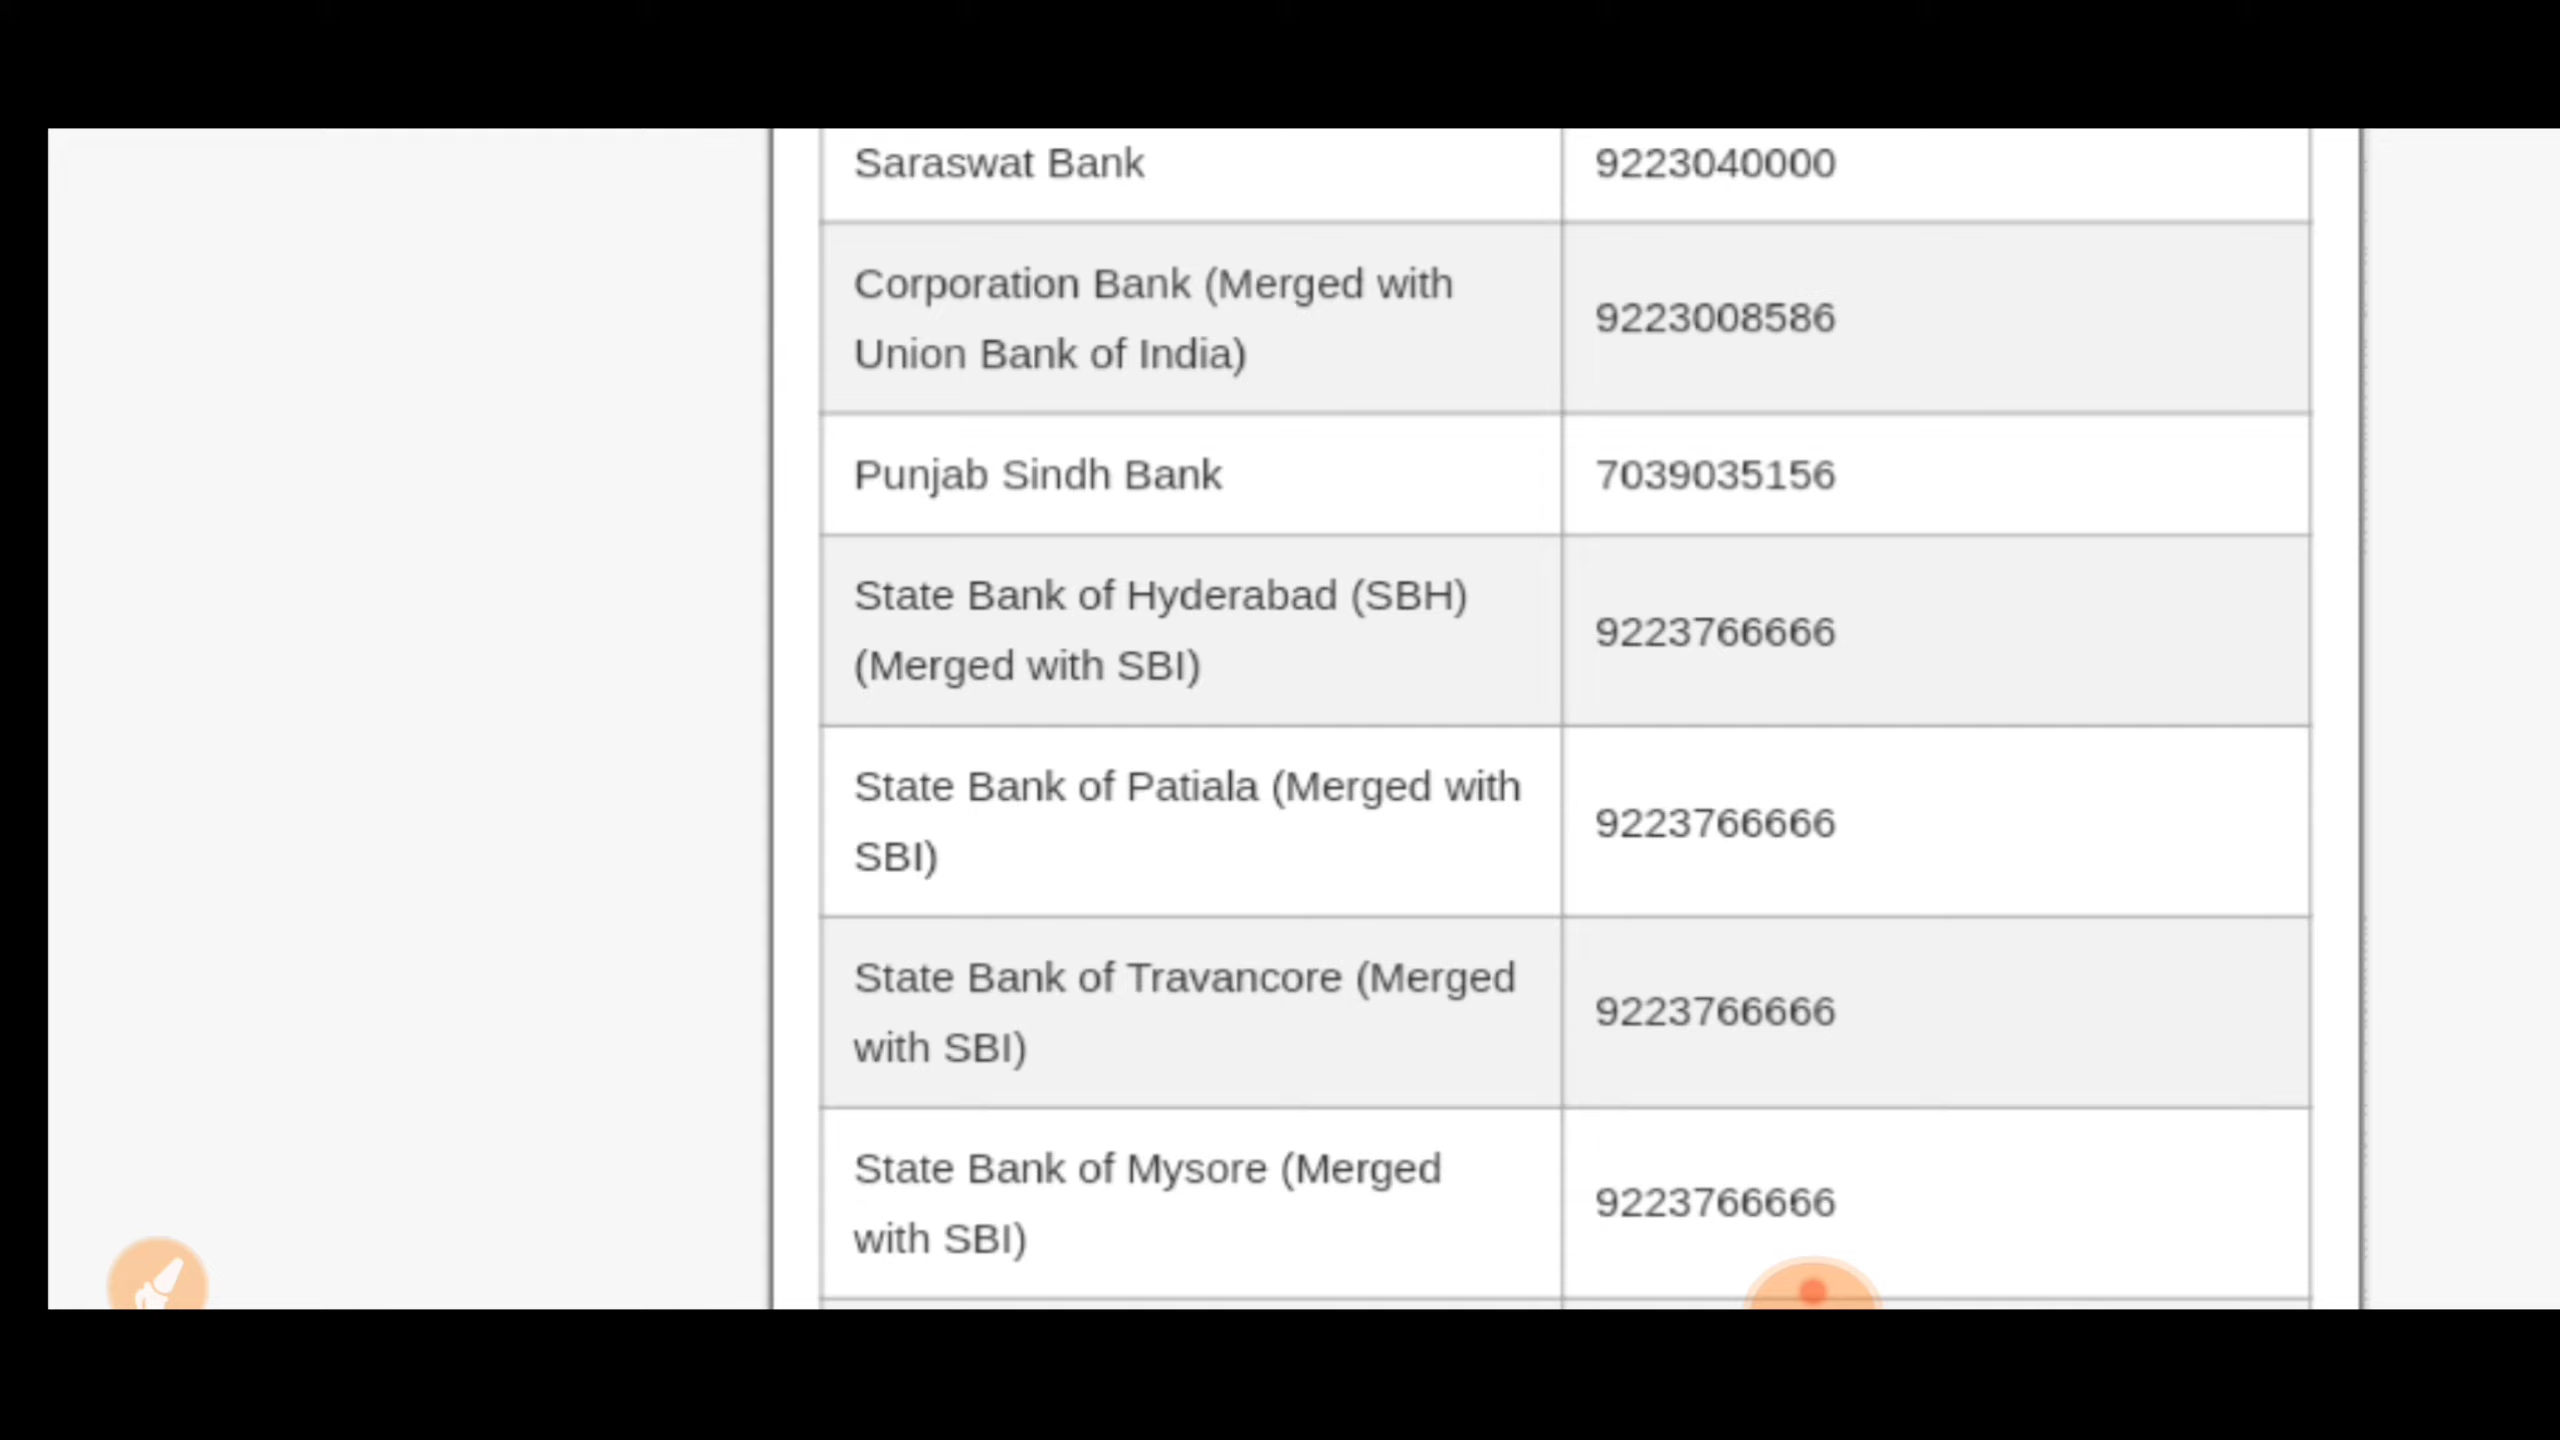 Saraswat Bank 9223040000
Corporation Bank (Merged with
Union Bank of India) 9223008586
Punjab Sindh Bank 7039035156
State Bank of Hyderabad (SBH)
(Merged with SBI) 9223766666
State Bank of Patiala (Merged with
SBI) 9223766666
State Bank of Travancore (Merged
with SBI) 9223766666
State Bank of Mysore (Merged
with SBI) 9223766666